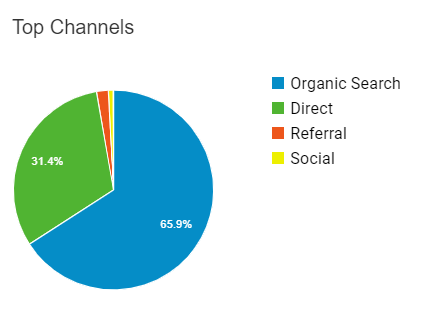 Top Channels
Organic Search
Direct
Referral
Social
31.4%
65.9%